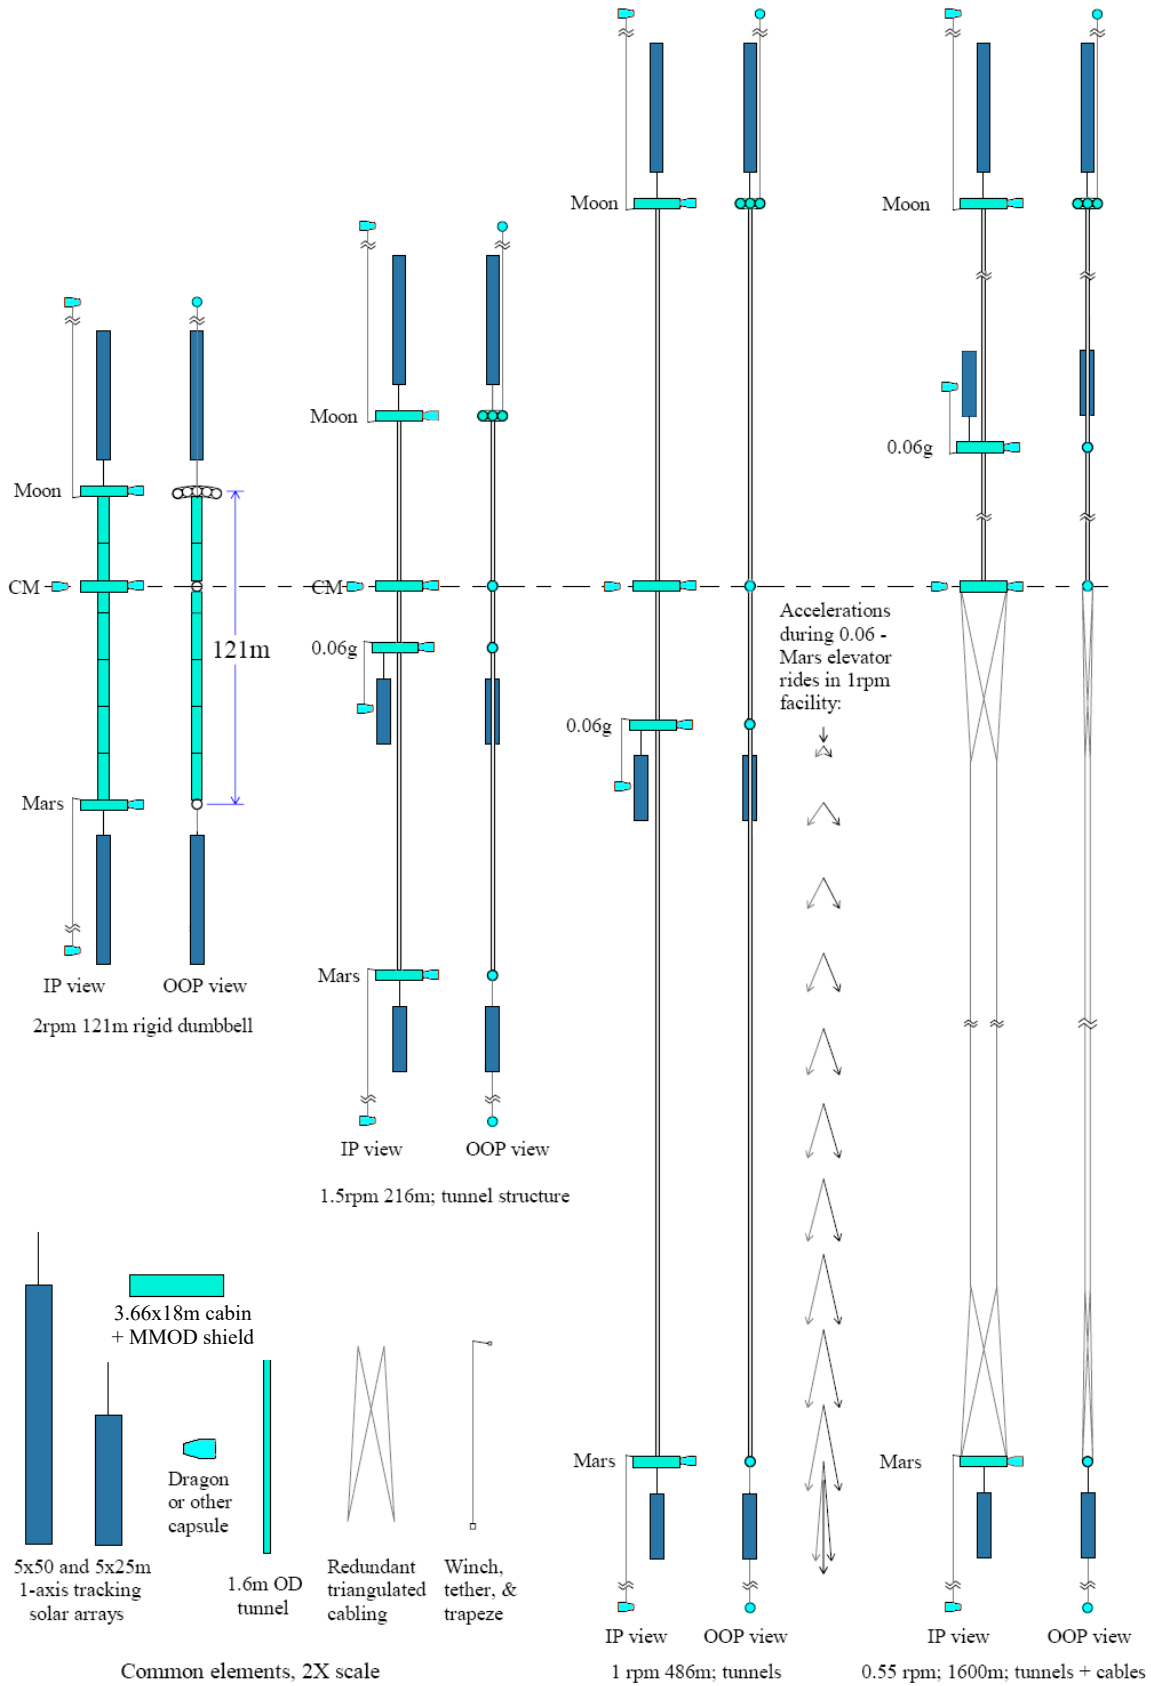 Moon
CM
121m
Mars
IP view
OOP view
2rpm 121m rigid dumbbell
Moon
CM
0.06g
Mars
IP view
OOP view
1.5rpm 216m; tunnel structure
Moon
0.06g
Mars
IP view
OOP view
1 rpm 486m; tunnels
Accelerations
during 0.06 -
Mars elevator
rides in 1rpm
facility:
Moon
0.06g
Mars
IP view
OOP view
0.55 rpm; 1600m; tunnels + cables
3.66x18m cabin
+ MMOD shield
Dragon
or other
capsule
5x50 and 5x25m
1-axis tracking
solar arrays
1.6m OD
tunnel
Redundant
triangulated
cabling
Winch,
tether, &
trapeze
Common elements, 2X scale